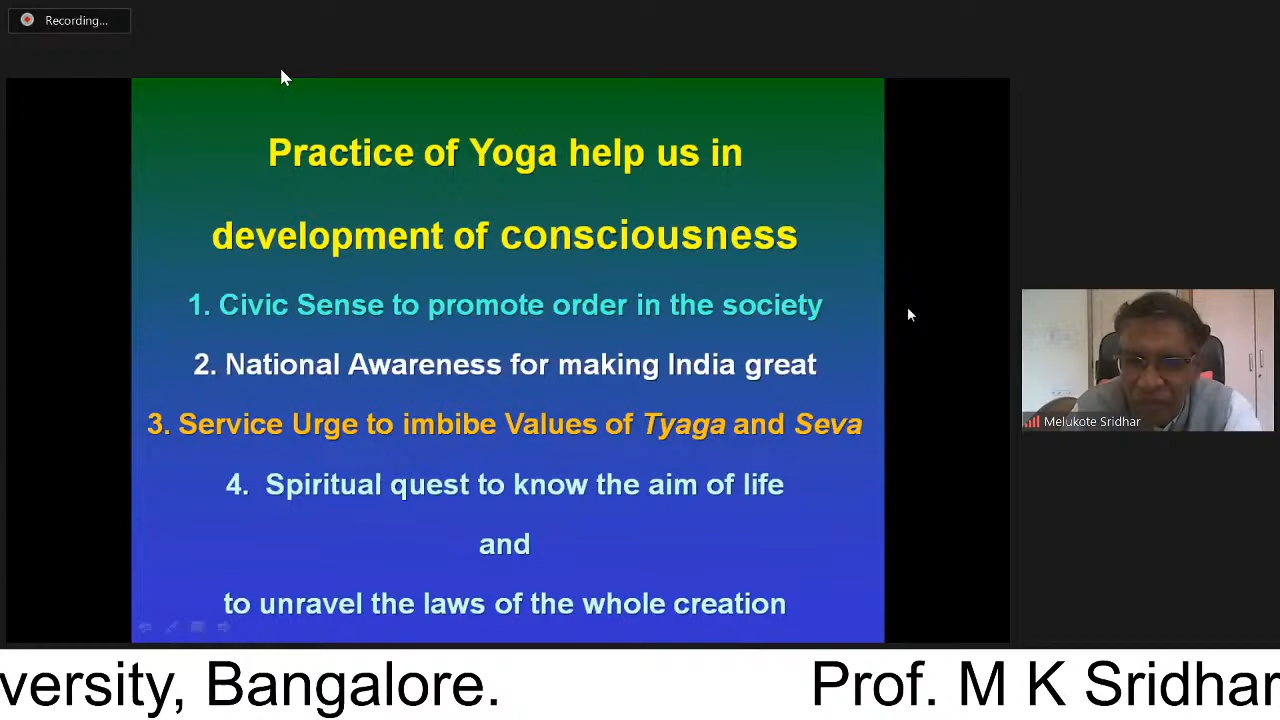 Recording...
Practice of Yoga help us in
development of consciousness
1. Civic Sense to promote order in the society
2. National Awareness for making India great
3. Service Urge to imbibe Values of Tyaga and Seva
4. Spiritual quest to know the aim of life
and
to unravel the laws of the whole creation
Melukote Sridhar
versity, Bangalore. Prof. M K Sridhar